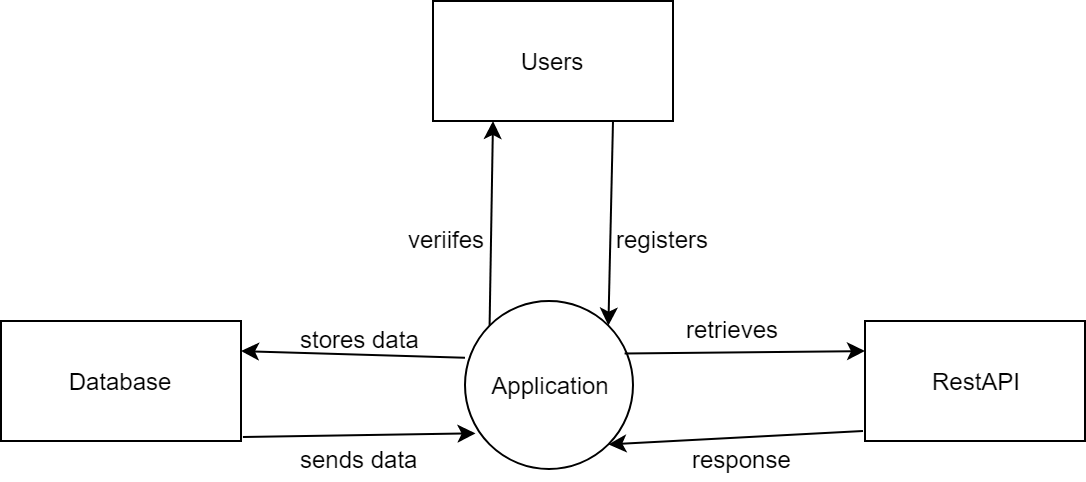 Users
veriifes
registers
stores data
retrieves
Database
Application
RestAPI
sends data
response